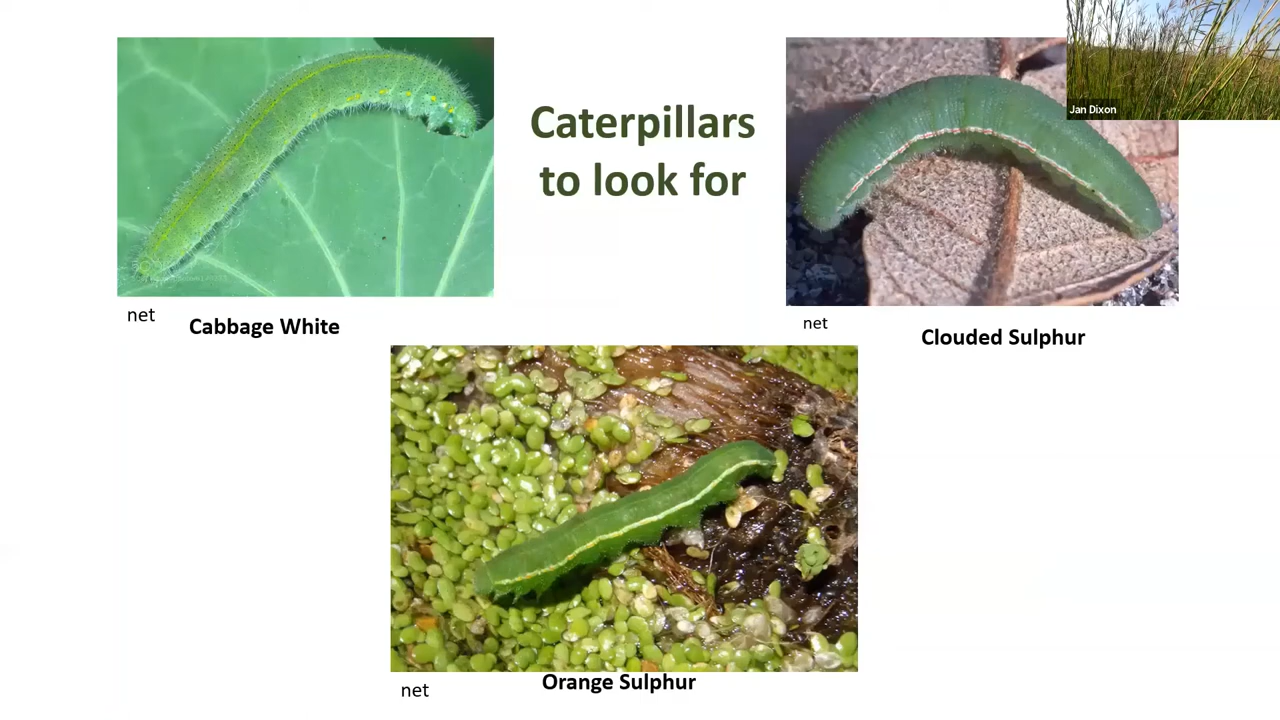 Caterpillars
to look for
Jan Dixon
net
Cabbage White
net
Clouded Sulphur
net
Orange Sulphur